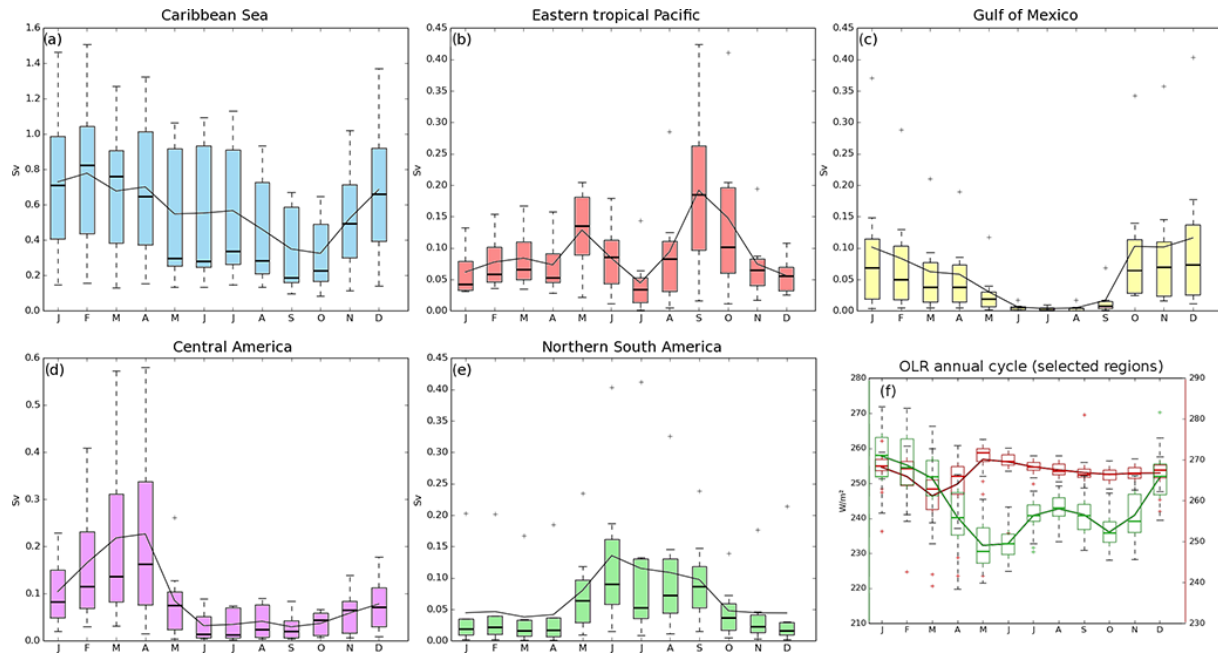 Caribbean Sea
(a)
1.6
1.4
1.2
1.0
0.8
0.6
0.4
0.2
0.0
Sv
J F M A M J J A S O N D
Eastern tropical Pacific
(b)
0.45
0.40
0.35
0.30
0.25
0.20
0.15
0.10
0.05
0.00
Sv
J F M A M J J A S O N D
Gulf of Mexico
(c)
0.45
0.40
0.35
0.30
0.25
0.20
0.15
0.10
0.05
0.00
Sv
J F M A M J J A S O N D
Central America
(d)
0.6
0.5
0.4
0.3
0.2
0.1
0.0
Sv
J F M A M J J A S O N D
Northern South America
(e)
0.45
0.40
0.35
0.30
0.25
0.20
0.15
0.10
0.05
0.00
Sv
J F M A M J J A S O N D
OLR annual cycle (selected regions)
(f)
280
270
260
250
240
230
220
210
W/m²
290
280
270
260
250
240
230
J F M A M J J A S O N D